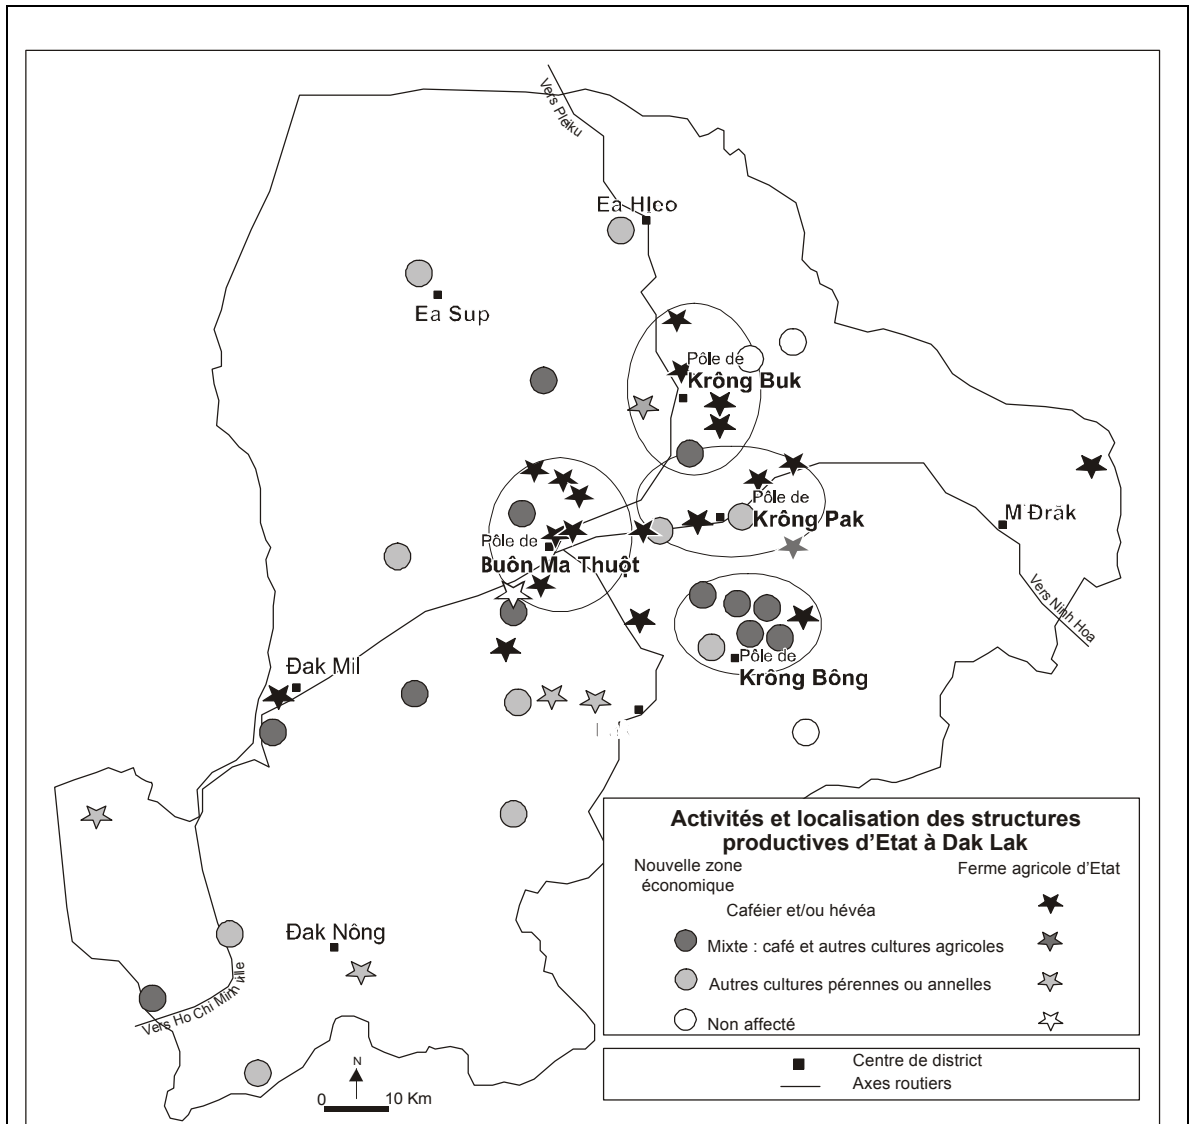 Vers Pleiku
Ea Hleo
Ea Sup
Pôle de
Krông Buk
Pôle de
Krông Pak
M'Đrăk
Pôle de
Buôn Ma Thuột
Vers Ninh Hoa
Pôle de
Krông Bông
Đak Mil
Đak Nông
Vers Ho Chi Minh ville
N
0 10 Km
Activités et localisation des structures
productives d'Etat à Dak Lak
Nouvelle zone
économique
Ferme agricole d'Etat
Caféier et/ou hévéa
Mixte : café et autres cultures agricoles
Autres cultures pérennes ou annelles
Non affecté
Centre de district
Axes routiers